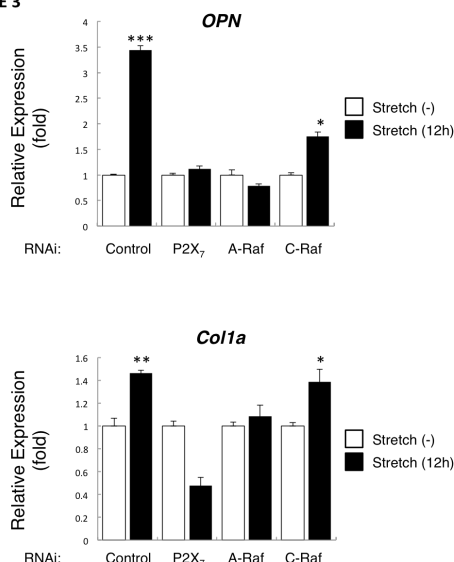 E 3
OPN
4
3.5
3
2.5
2
1.5
1
0.5
0
Relative Expression
(fold)
***
*
Stretch (-)
Stretch (12h)
RNAi: Control P2X₇ A-Raf C-Raf
Col1a
1.6
1.4
1.2
1
0.8
0.6
0.4
0.2
0
Relative Expression
(fold)
**
*
Stretch (-)
Stretch (12h)
RNAi: Control P2X₇ A-Raf C-Raf